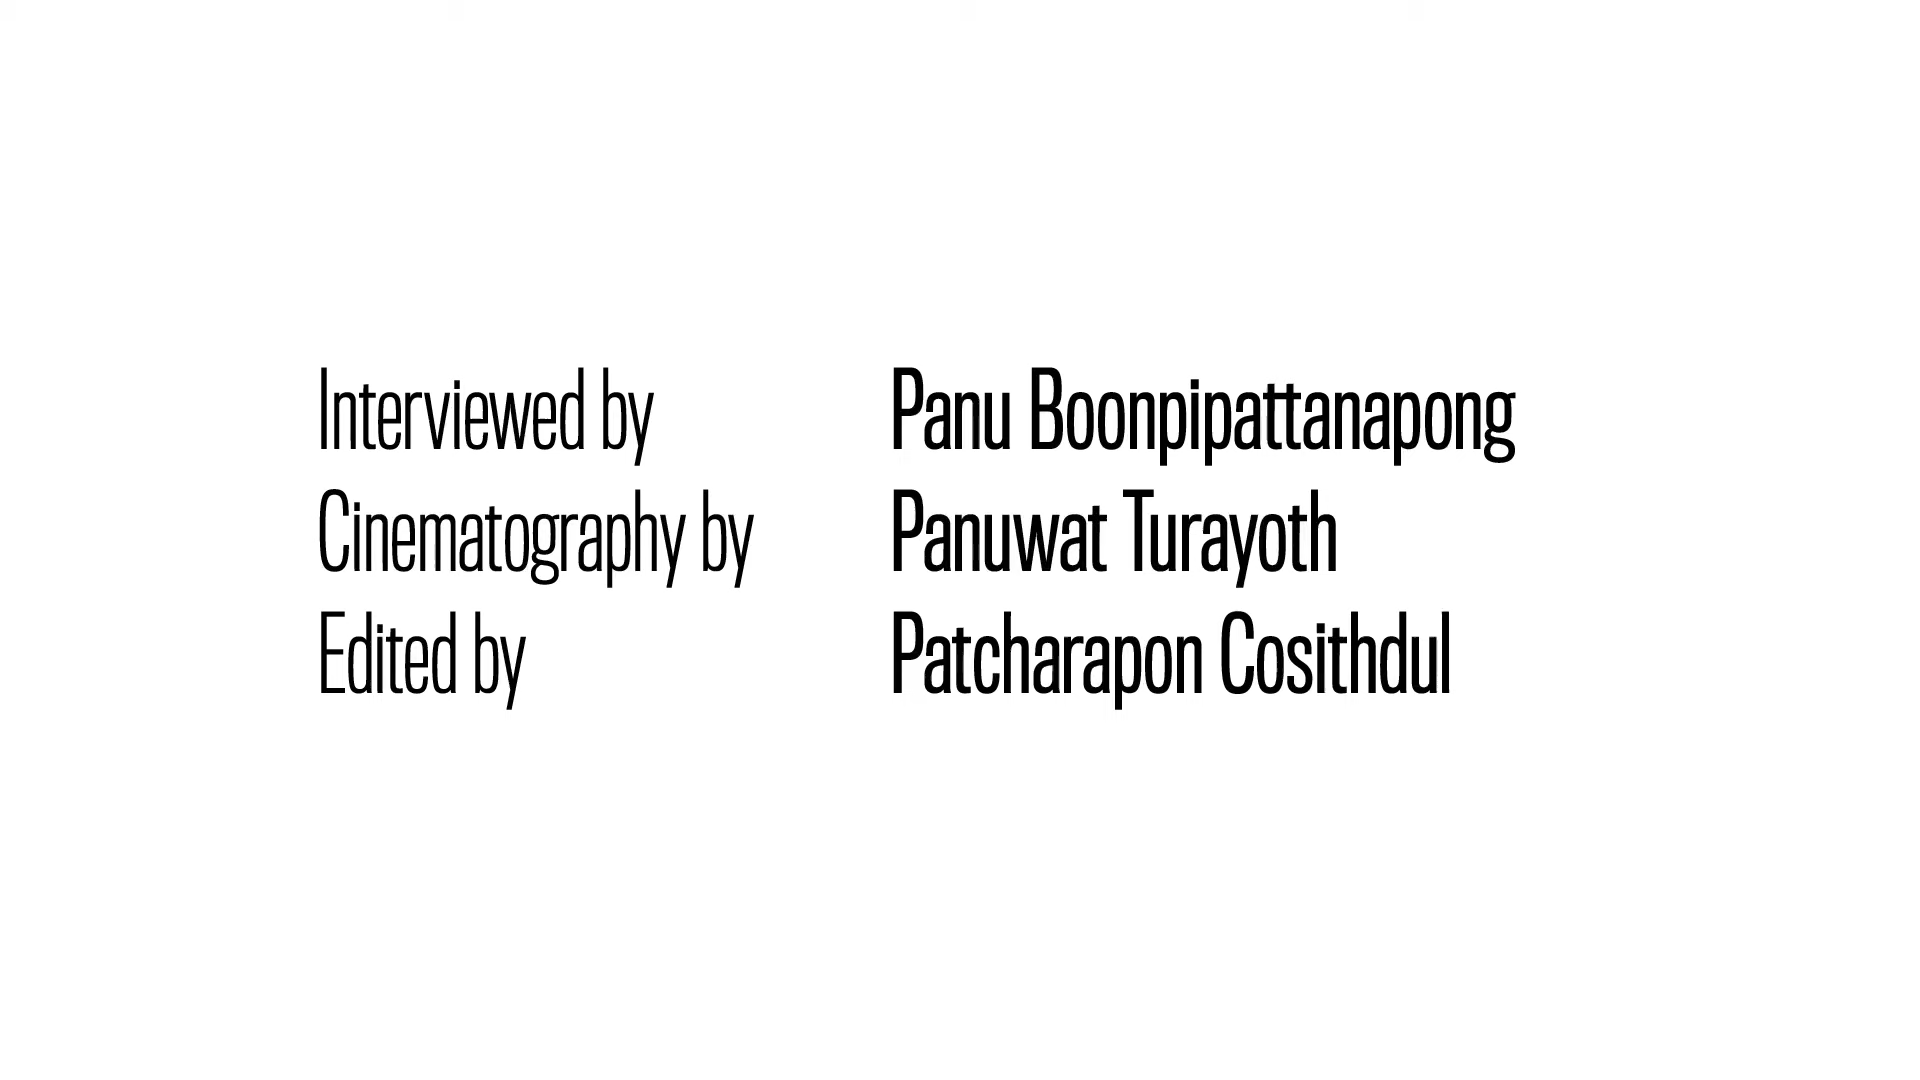 Interviewed by Panu Boonpipattanapong
Cinematography by Panuwat Turayoth
Edited by Patcharapon Cosithdul